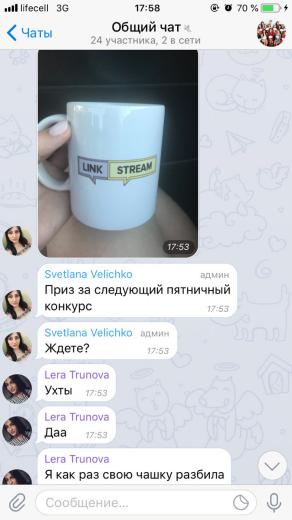 lifecell 3G 17:58 70 %
Чаты
Общий чат
24 участника, 2 в сети
LINK STREAM
17:53
Svetlana Velichko админ
Приз за следующий пятничный
конкурс 17:53
Svetlana Velichko админ
Ждете? 17:53
Lera Trunova
Ухты 17:53
Lera Trunova
Даа 17:53
Lera Trunova
Я как раз свою чашку разбила
Сообщение...